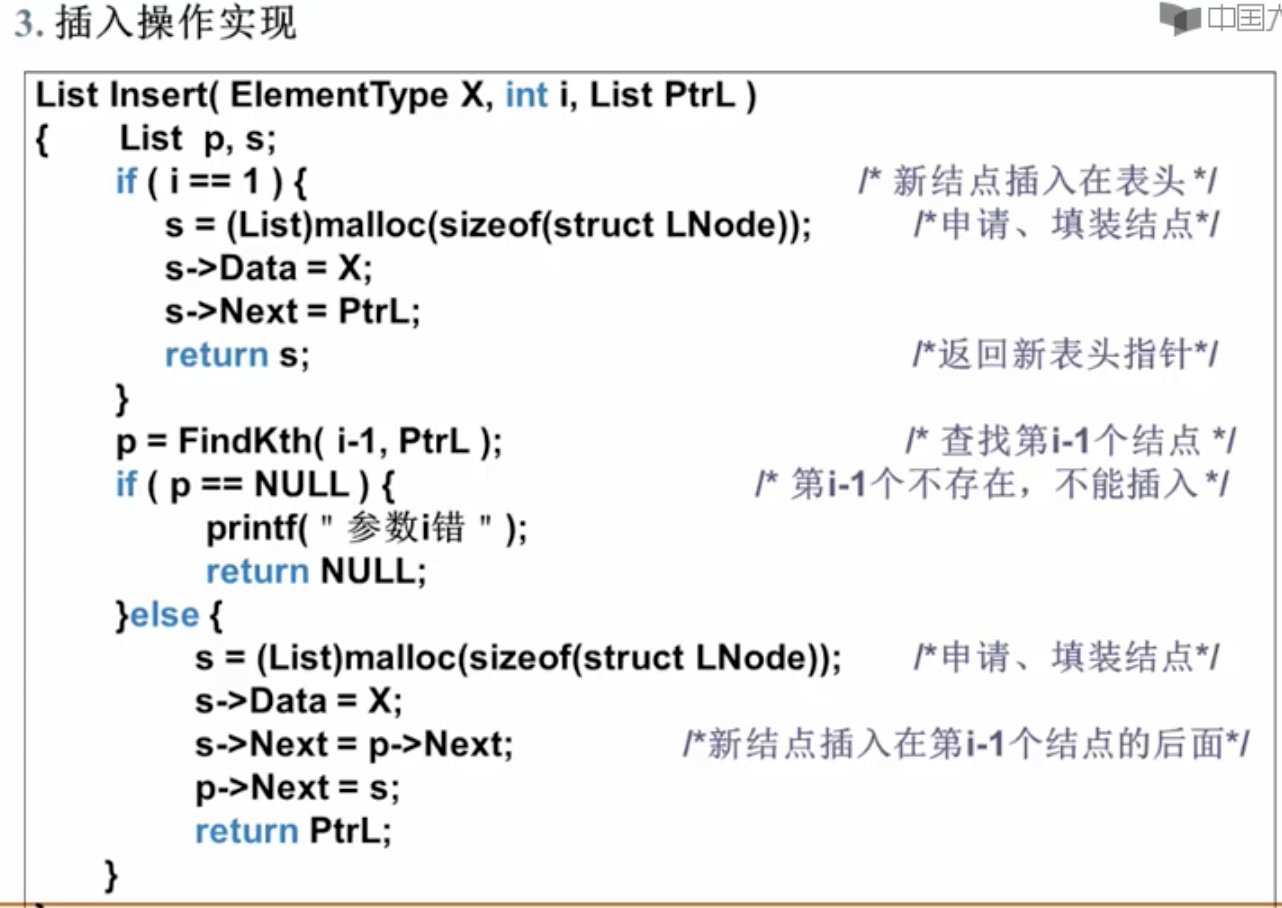 3. 插入操作实现
中国大
List Insert( ElementType X, int i, List PtrL )
{ List p, s;
if ( i == 1 ) { /* 新结点插入在表头 */
s = (List)malloc(sizeof(struct LNode)); /*申请、填装结点*/
s->Data = X;
s->Next = PtrL;
return s; /*返回新表头指针*/
}
p = FindKth( i-1, PtrL ); /* 查找第i-1个结点 */
if ( p == NULL ) { /* 第i-1个不存在，不能插入 */
printf( " 参数i错 " );
return NULL;
}else {
s = (List)malloc(sizeof(struct LNode)); /*申请、填装结点*/
s->Data = X;
s->Next = p->Next; /*新结点插入在第i-1个结点的后面*/
p->Next = s;
return PtrL;
}